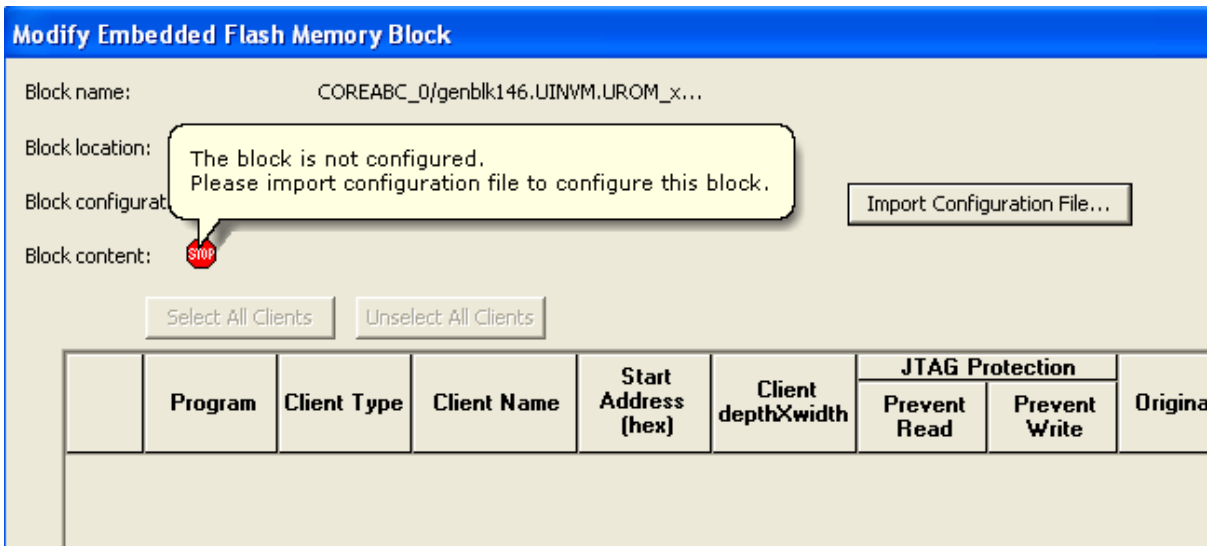 Modify Embedded Flash Memory Block
Block name: COREABC_0/genblk146.UINVM.UROM_x...
Block location:
The block is not configured.
Please import configuration file to configure this block.
Block configurat
Import Configuration File...
Block content: STOP
Select All Clients Unselect All Clients
Program Client Type Client Name Start Address (hex) Client depthXwidth JTAG Protection Prevent Read Prevent Write Origina